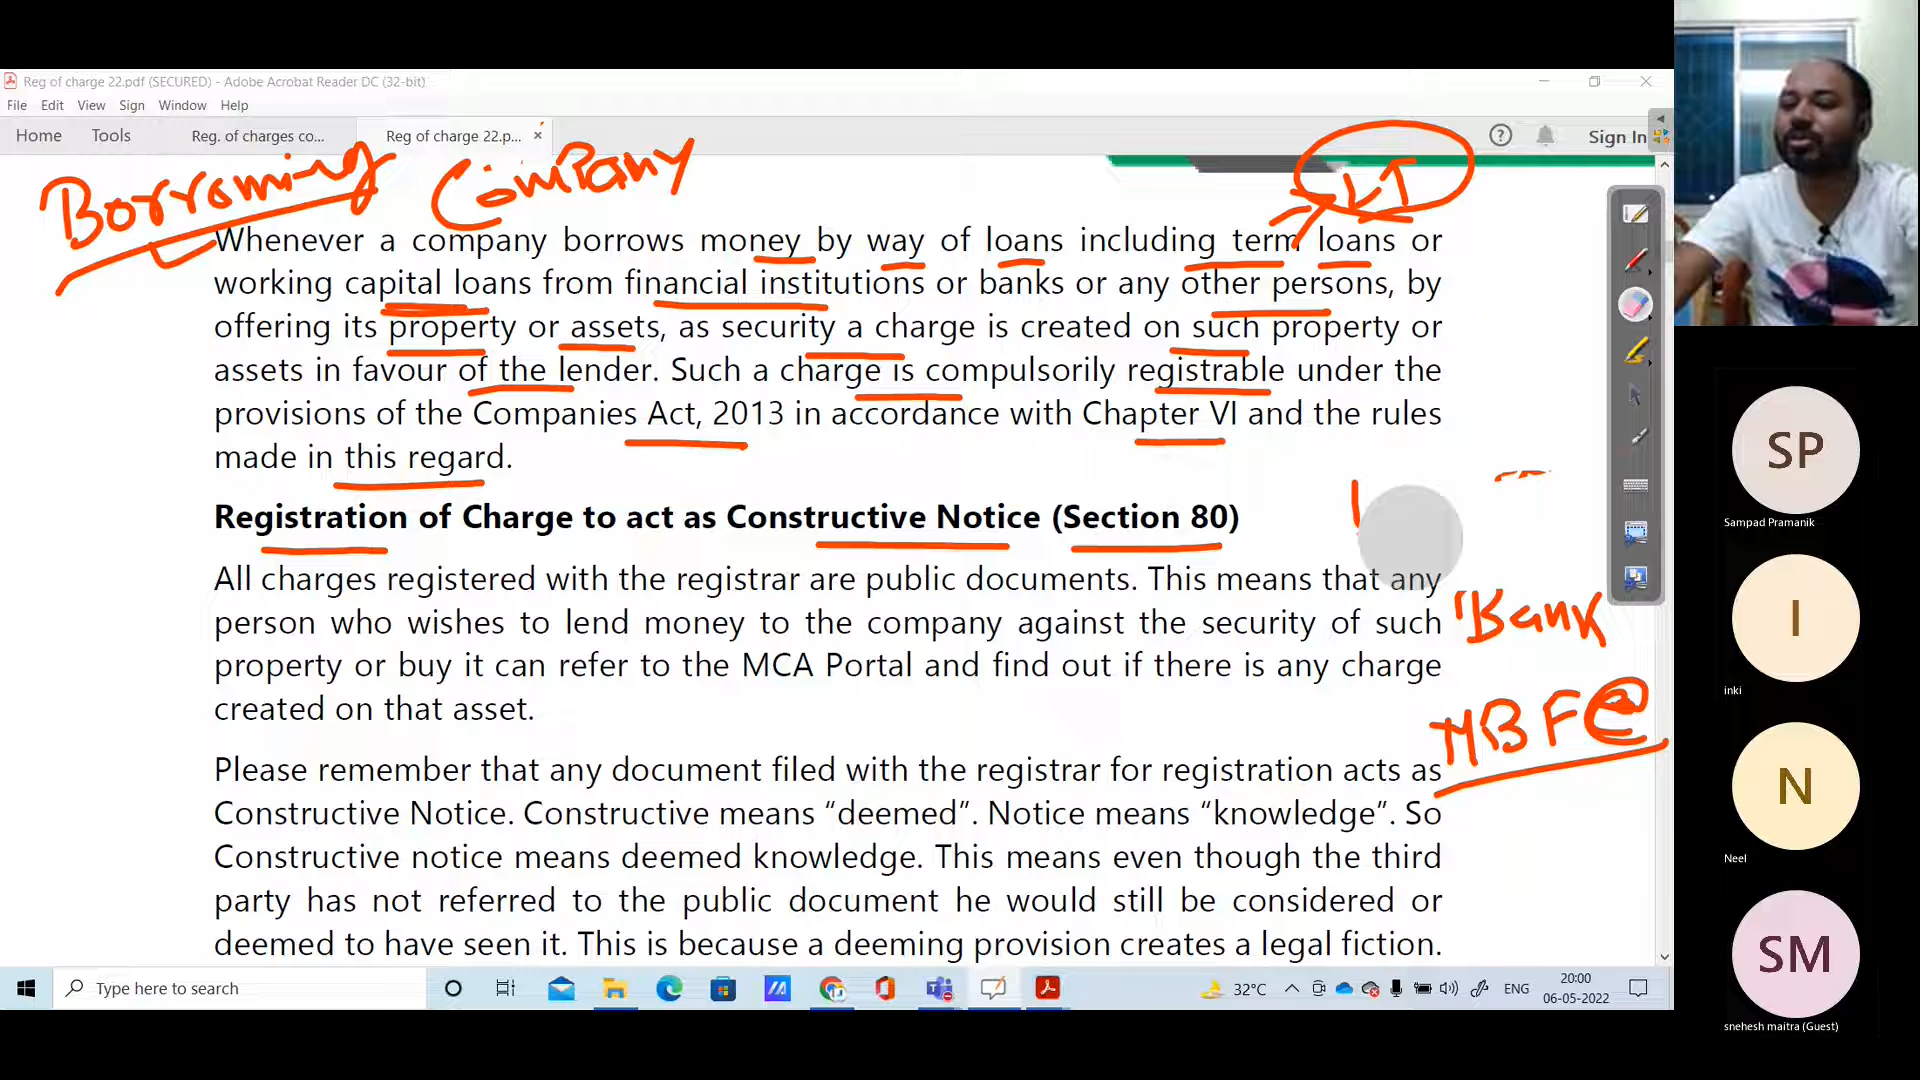 Reg of charge 22.pdf (SECURED) - Adobe Acrobat Reader DC (32-bit)
File Edit View Sign Window Help
Home Tools Reg. of charges co... Reg of charge 22.p... × Sign In
Borrowing Company
LT
Whenever a company borrows money by way of loans including term loans or
working capital loans from financial institutions or banks or any other persons, by
offering its property or assets, as security a charge is created on such property or
assets in favour of the lender. Such a charge is compulsorily registrable under the
provisions of the Companies Act, 2013 in accordance with Chapter VI and the rules
made in this regard.
Registration of Charge to act as Constructive Notice (Section 80)
All charges registered with the registrar are public documents. This means that any
person who wishes to lend money to the company against the security of such
property or buy it can refer to the MCA Portal and find out if there is any charge
created on that asset.
Bank
NBFC
Please remember that any document filed with the registrar for registration acts as
Constructive Notice. Constructive means “deemed”. Notice means “knowledge”. So
Constructive notice means deemed knowledge. This means even though the third
party has not referred to the public document he would still be considered or
deemed to have seen it. This is because a deeming provision creates a legal fiction.
Type here to search
32°C ENG
20:00
06-05-2022
SP
Sampad Pramanik
I
inki
N
Neel
SM
snehesh maitra (Guest)